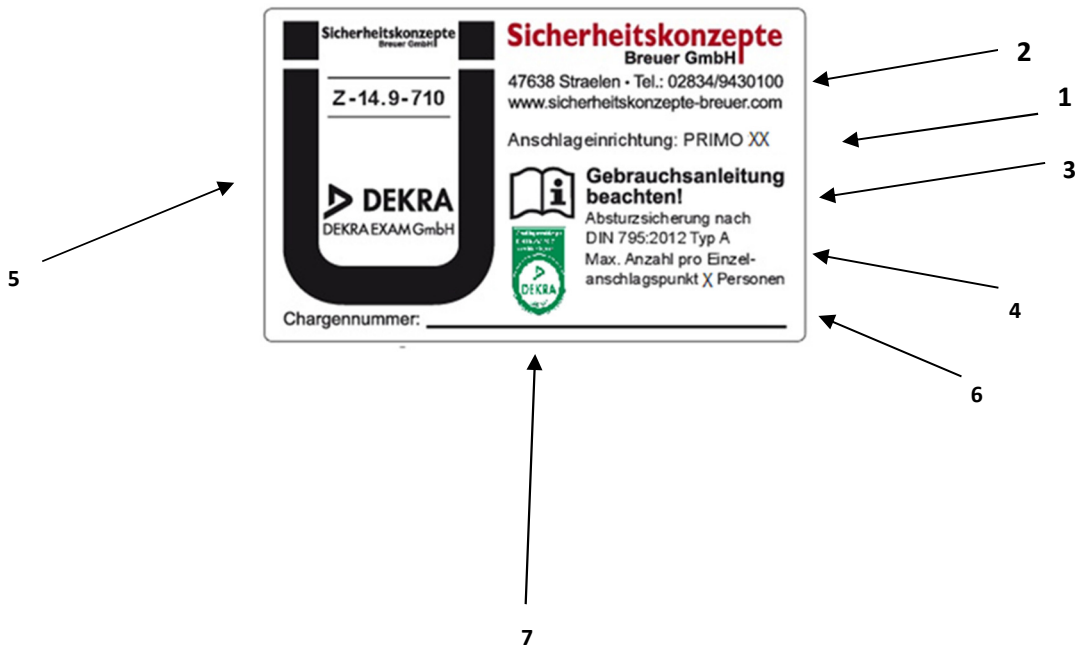 Sicherheitskonzepte
Breuer GmbH
Z-14.9-710
DEKRA
DEKRA EXAM GmbH
Sicherheitskonzepte
Breuer GmbH
47638 Straelen • Tel.: 02834/9430100
www.sicherheitskonzepte-breuer.com
Anschlageinrichtung: PRIMO XX
Gebrauchsanleitung
beachten!
Absturzsicherung nach
DIN 795:2012 Typ A
Max. Anzahl pro Einzel-
anschlagspunkt X Personen
DEKRA
Chargennummer:
2
1
3
5
4
6
7